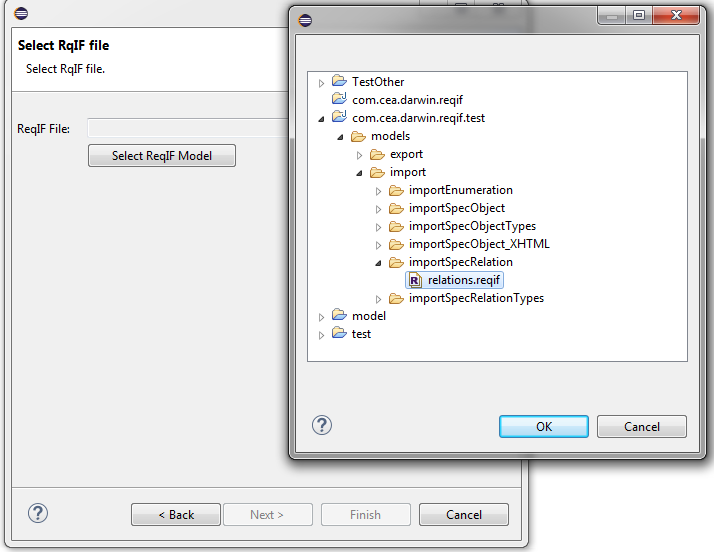 Select RqIF file
Select RqIF file.
ReqIF File:
Select ReqIF Model
< Back
Next >
Finish
Cancel
TestOther
com.cea.darwin.reqif
com.cea.darwin.reqif.test
models
export
import
importEnumeration
importSpecObject
importSpecObjectTypes
importSpecObject_XHTML
importSpecRelation
relations.reqif
importSpecRelationTypes
model
test
OK
Cancel